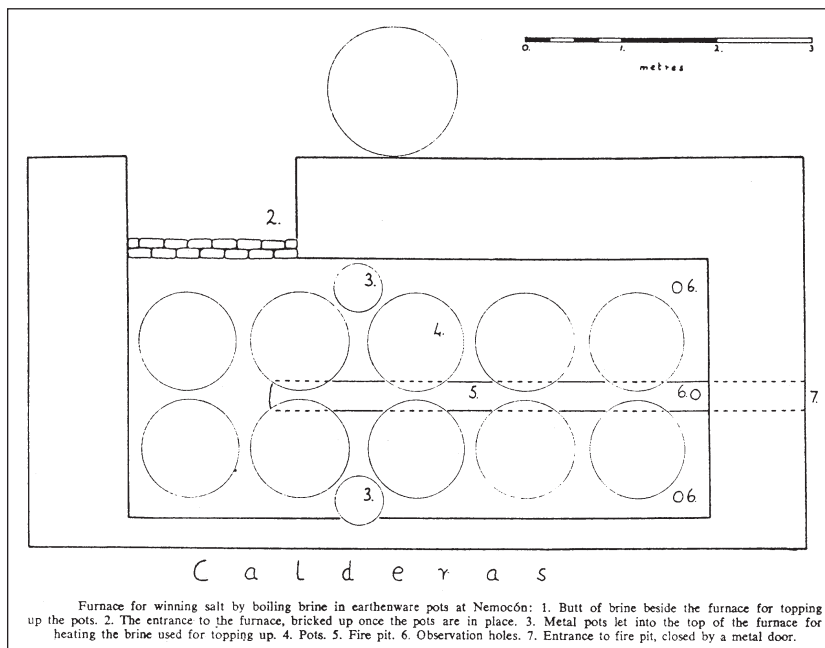 0. 1. 2. 3
metres
2.
3.
6.
4.
5.
6.
7.
3.
6.
Calderas
Furnace for winning salt by boiling brine in earthenware pots at Nemocón: 1. Butt of brine beside the furnace for topping
up the pots. 2. The entrance to the furnace, bricked up once the pots are in place. 3. Metal pots let into the top of the furnace for
heating the brine used for topping up. 4. Pots. 5. Fire pit. 6. Observation holes. 7. Entrance to fire pit, closed by a metal door.